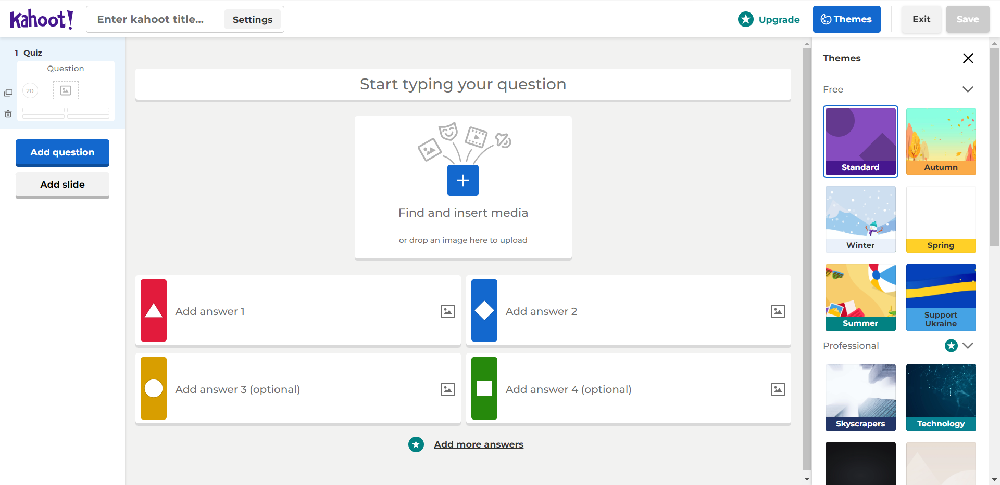 Kahoot!
Enter kahoot title...
Settings
Upgrade
Themes
Exit
Save
1 Quiz
Question
20
Add question
Add slide
Start typing your question
Find and insert media
or drop an image here to upload
Add answer 1
Add answer 2
Add answer 3 (optional)
Add answer 4 (optional)
Add more answers
Themes
Free
Standard
Autumn
Winter
Spring
Summer
Support
Ukraine
Professional
Skyscrapers
Technology